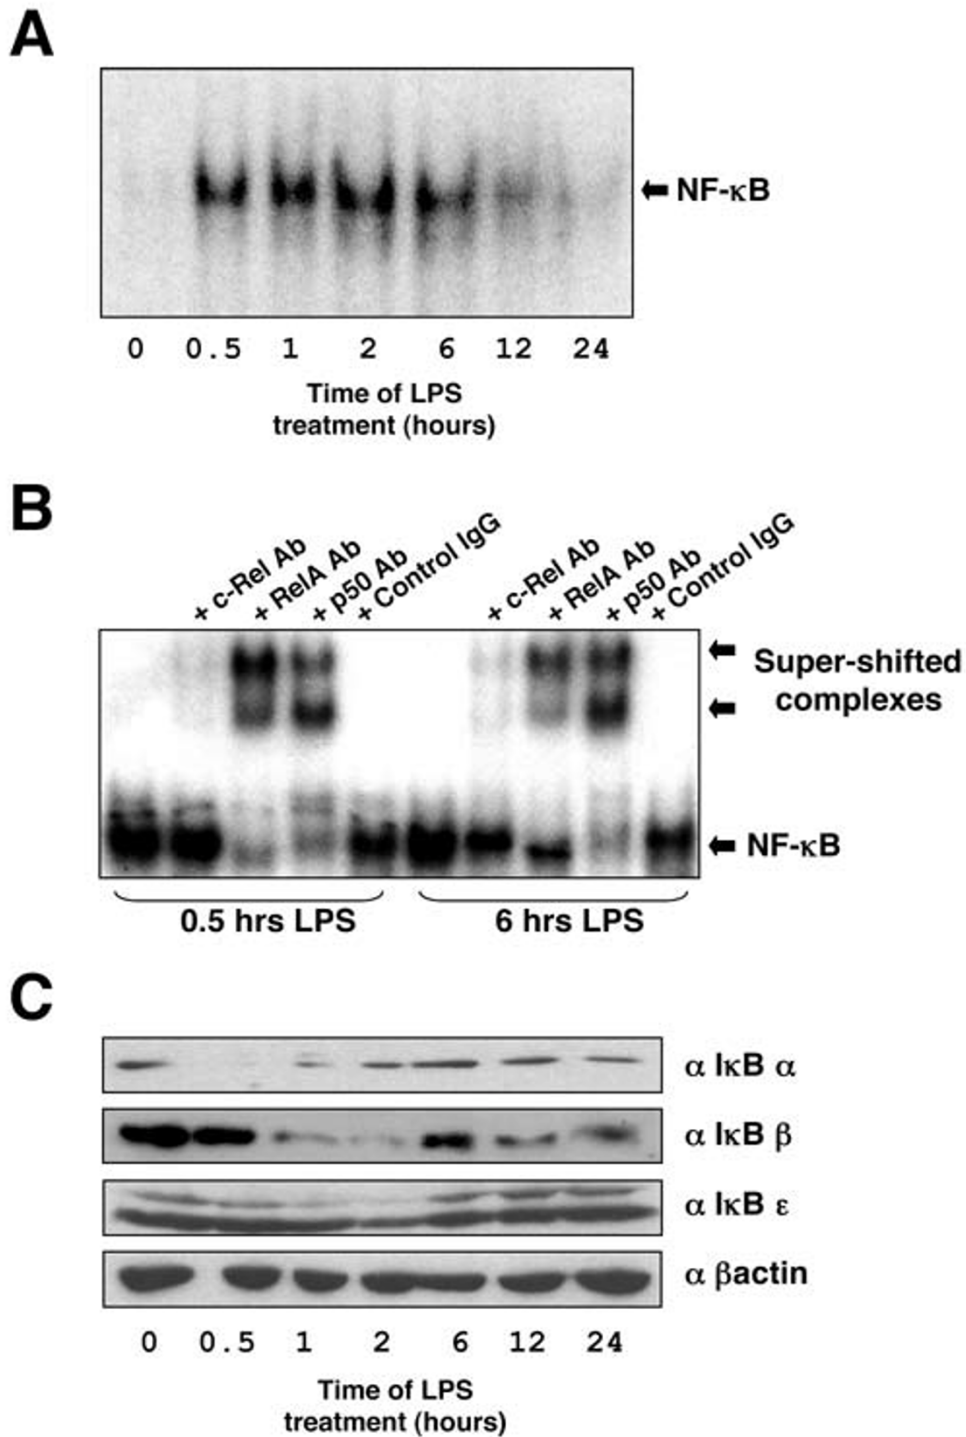 A
NF-κB
0 0.5 1 2 6 12 24
Time of LPS
treatment (hours)
B
+ c-Rel Ab
+ RelA Ab
+ p50 Ab
+ Control IgG
+ c-Rel Ab
+ RelA Ab
+ p50 Ab
+ Control IgG
Super-shifted
complexes
NF-κB
0.5 hrs LPS
6 hrs LPS
C
α IκB α
α IκB β
α IκB ε
α βactin
0 0.5 1 2 6 12 24
Time of LPS
treatment (hours)